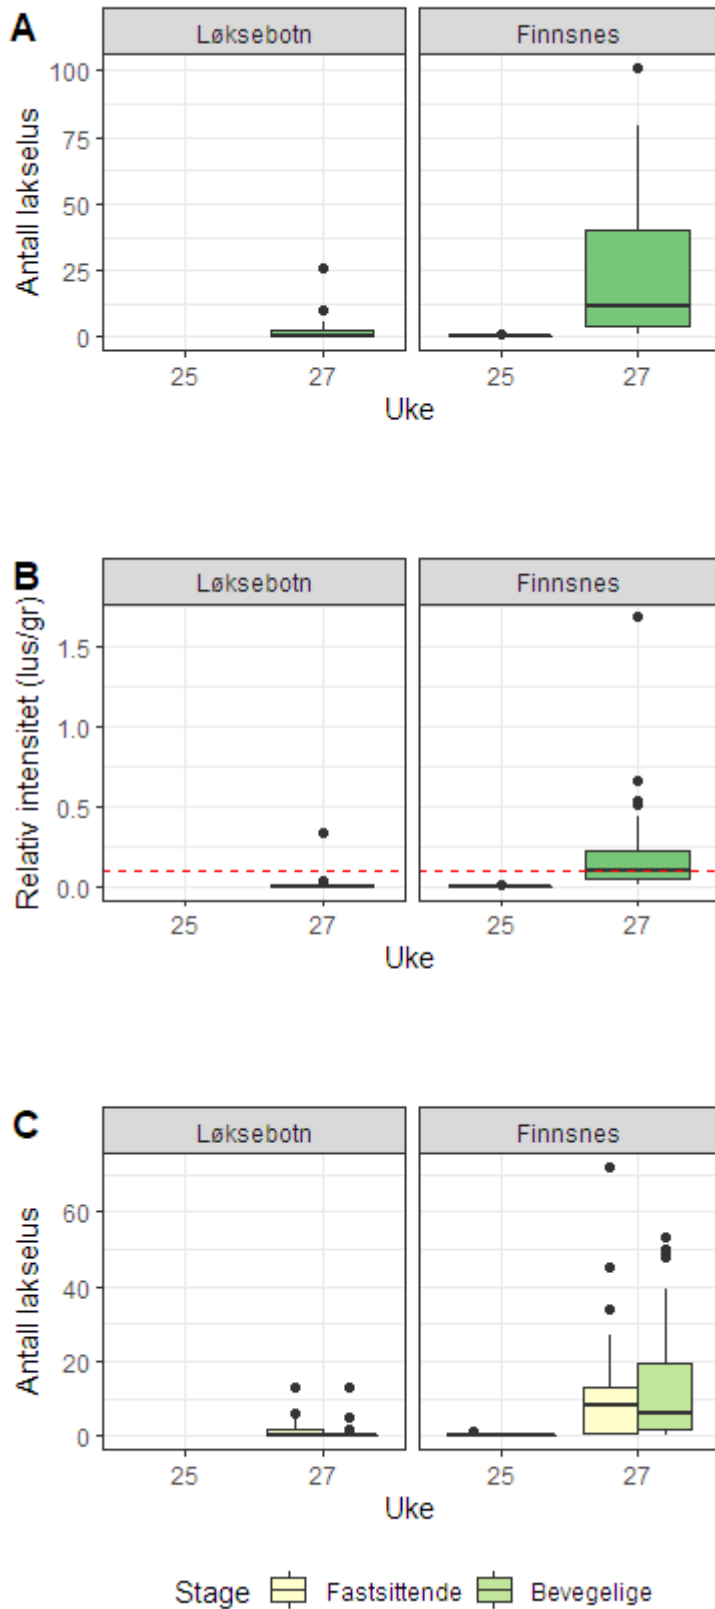 A
Løksebotn Finnsnes
Antall lakselus
100
75
50
25
0
25 27 25 27
Uke
B
Løksebotn Finnsnes
Relativ intensitet (lus/gr)
1.5
1.0
0.5
0.0
25 27 25 27
Uke
C
Løksebotn Finnsnes
Antall lakselus
60
40
20
0
25 27 25 27
Uke
Stage Fastsittende Bevegelige